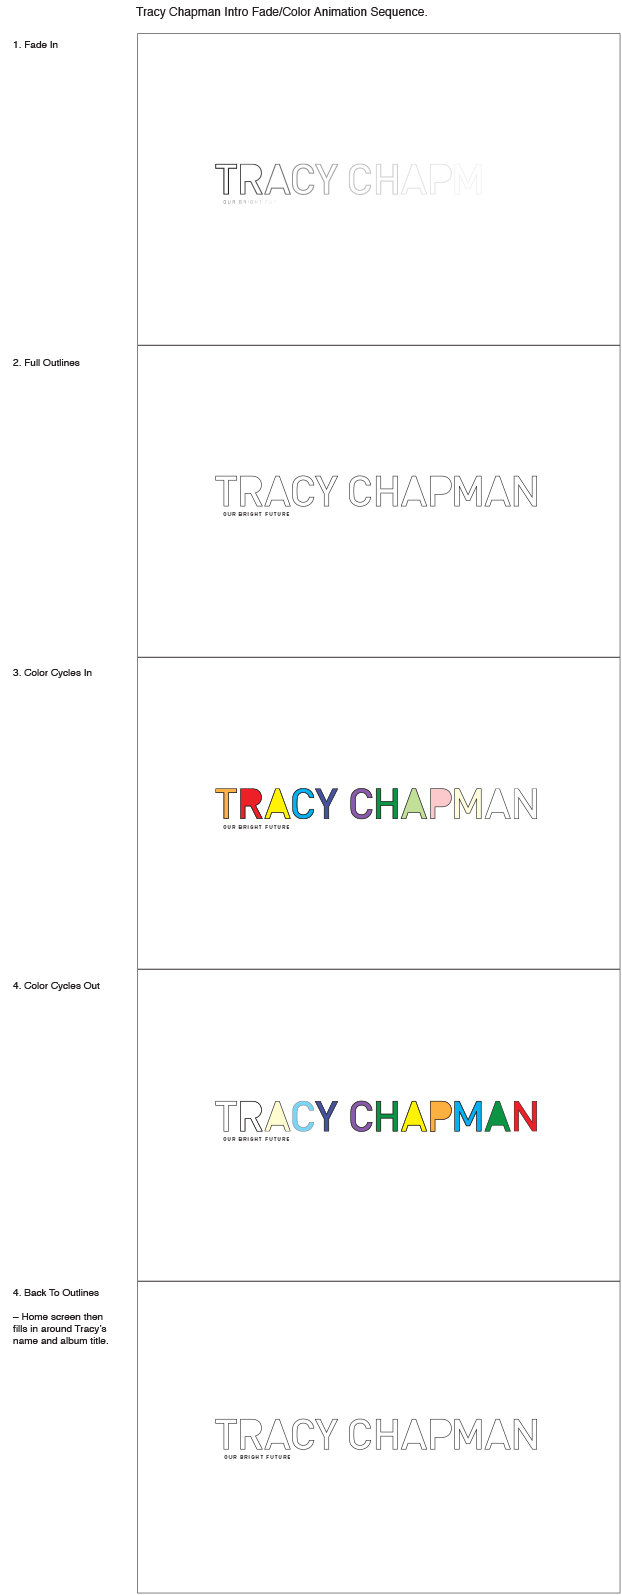 Tracy Chapman Intro Fade/Color Animation Sequence.
1. Fade In
TRACY CHAPM
OUR BRIGHT FU
2. Full Outlines
TRACY CHAPMAN
OUR BRIGHT FUTURE
3. Color Cycles In
TRACY CHAPMAN
OUR BRIGHT FUTURE
4. Color Cycles Out
TRACY CHAPMAN
OUR BRIGHT FUTURE
4. Back To Outlines
– Home screen then
fills in around Tracy's
name and album title.
TRACY CHAPMAN
OUR BRIGHT FUTURE